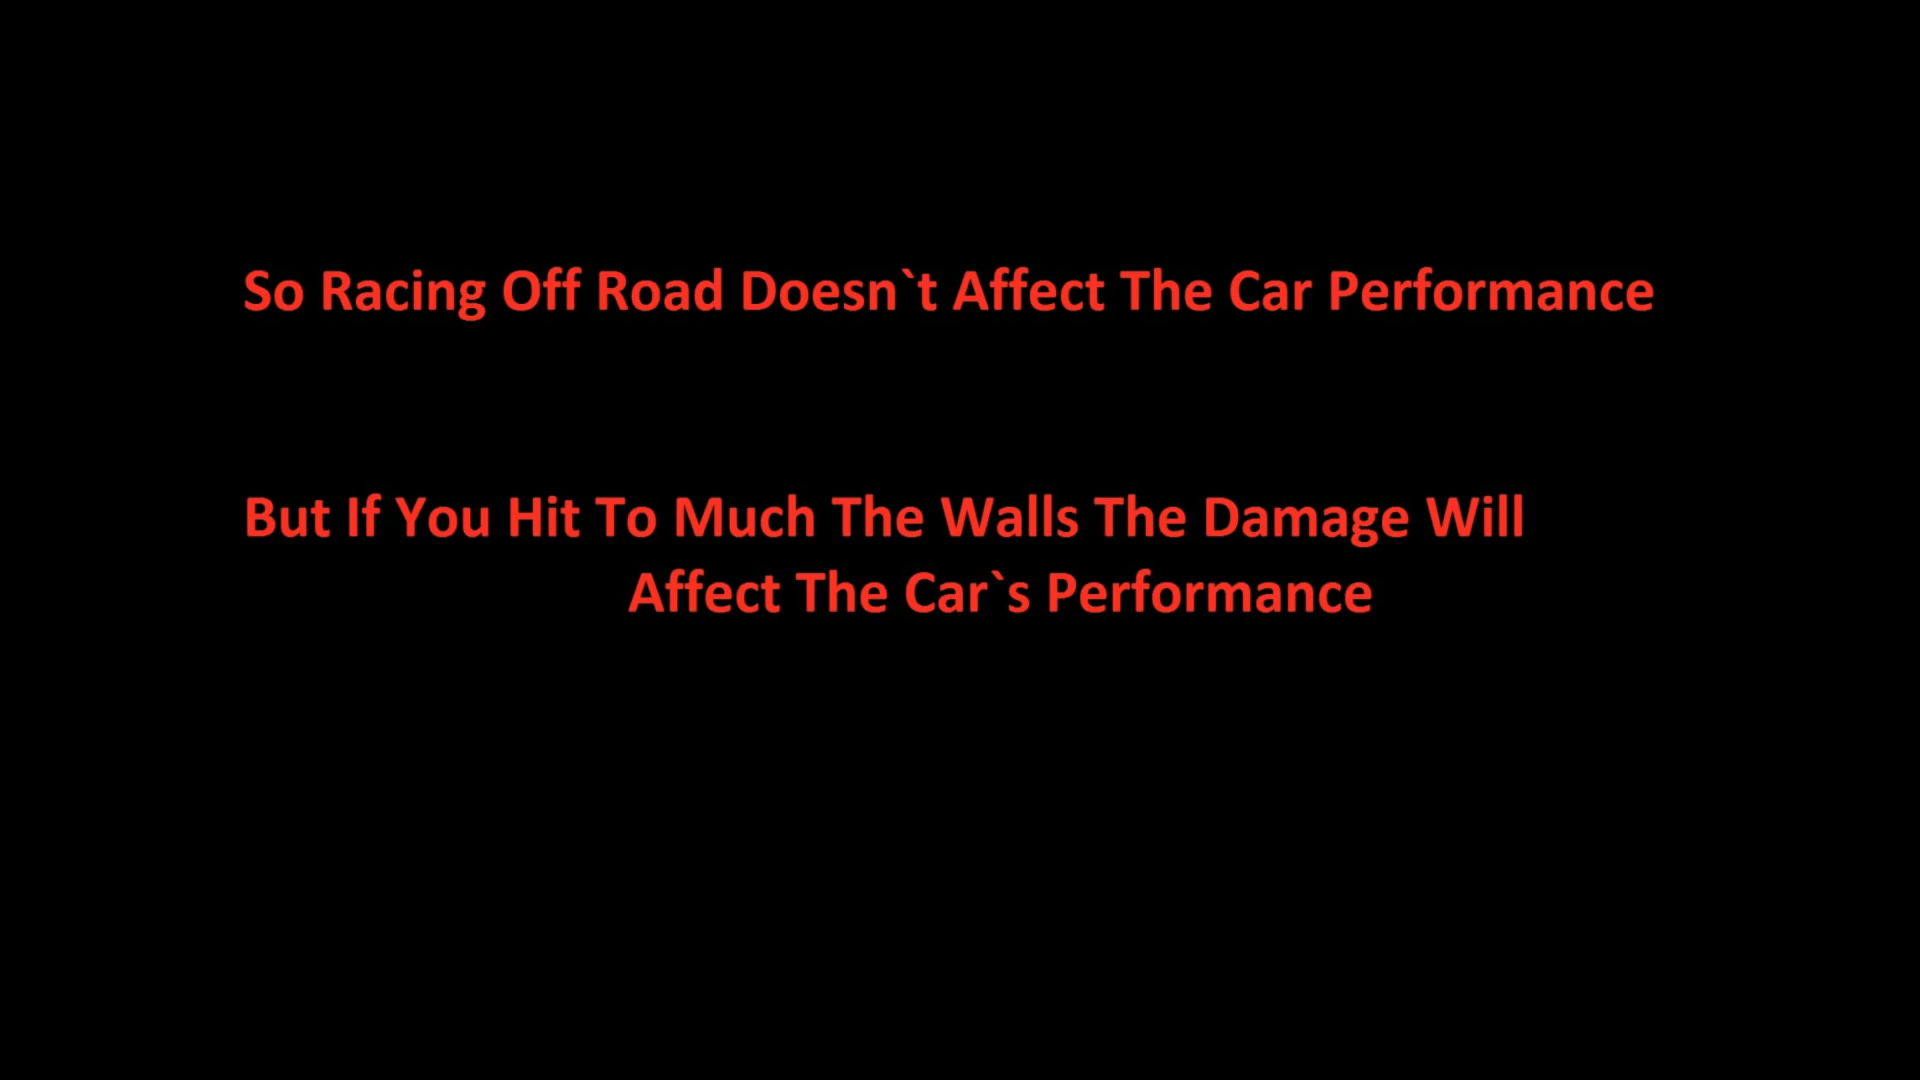 So Racing Off Road Doesn`t Affect The Car Performance
But If You Hit To Much The Walls The Damage Will
Affect The Car`s Performance